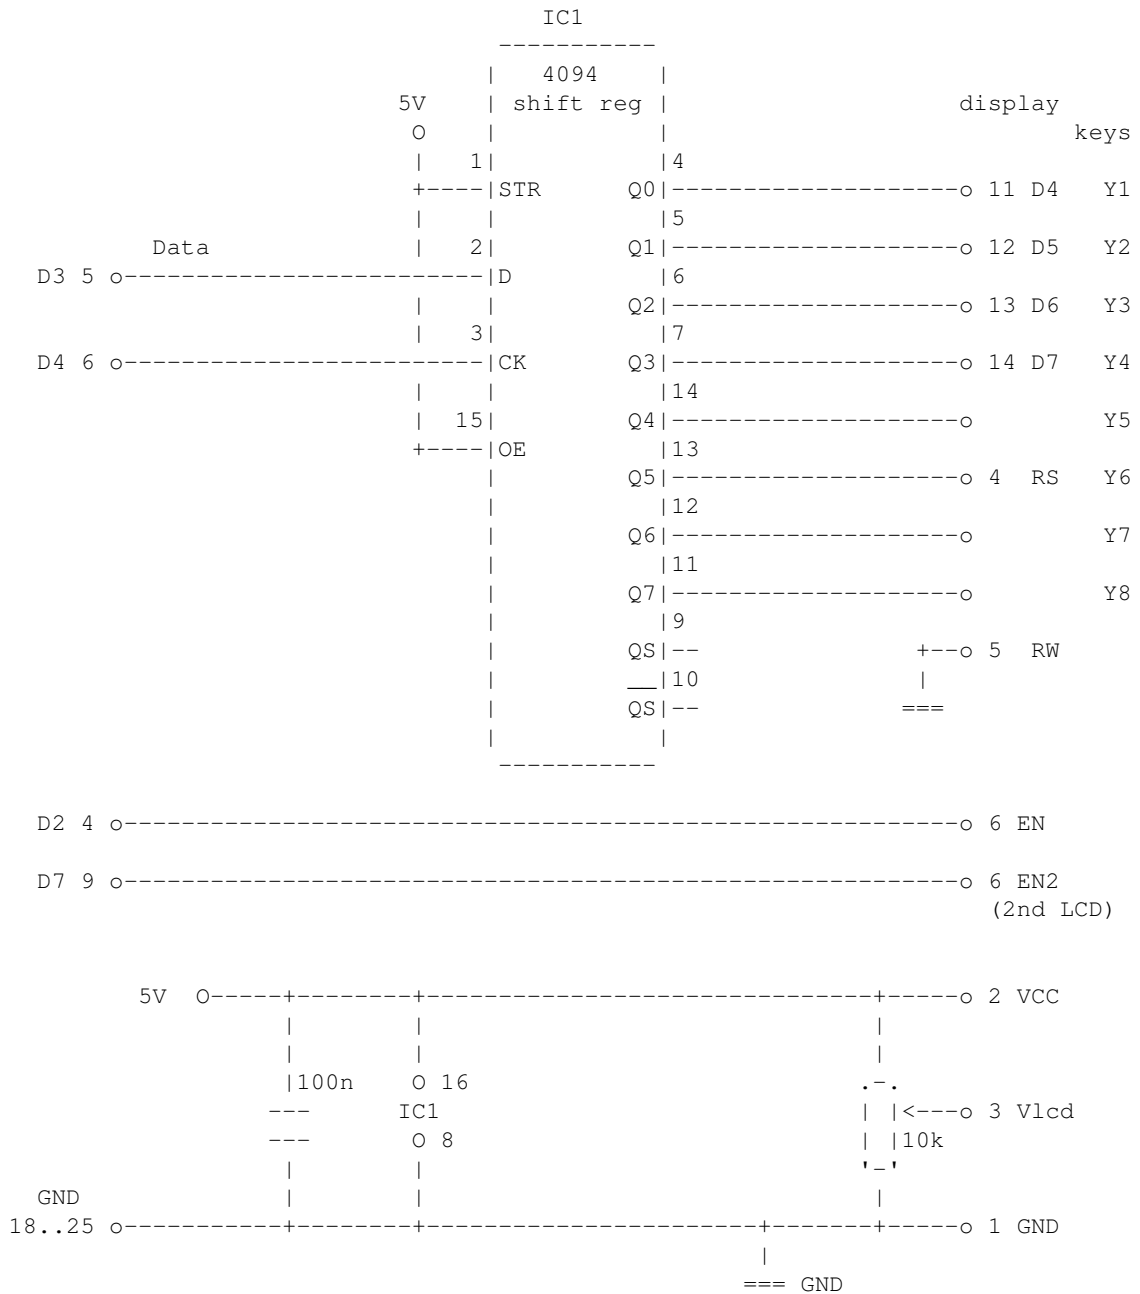 IC1
4094
5V shift reg display
keys
1 4
STR Q0 11 D4 Y1
5
Data 2 Q1 12 D5 Y2
D3 5 D 6
Q2 13 D6 Y3
3 7
D4 6 CK Q3 14 D7 Y4
14
15 Q4 Y5
OE 13
Q5 4 RS Y6
12
Q6 Y7
11
Q7 Y8
9
QS 5 RW
10
QS
D2 4 6 EN
D7 9 6 EN2
(2nd LCD)
5V 2 VCC
100n 16
IC1 3 Vlcd
8 10k
GND
18..25 1 GND
GND